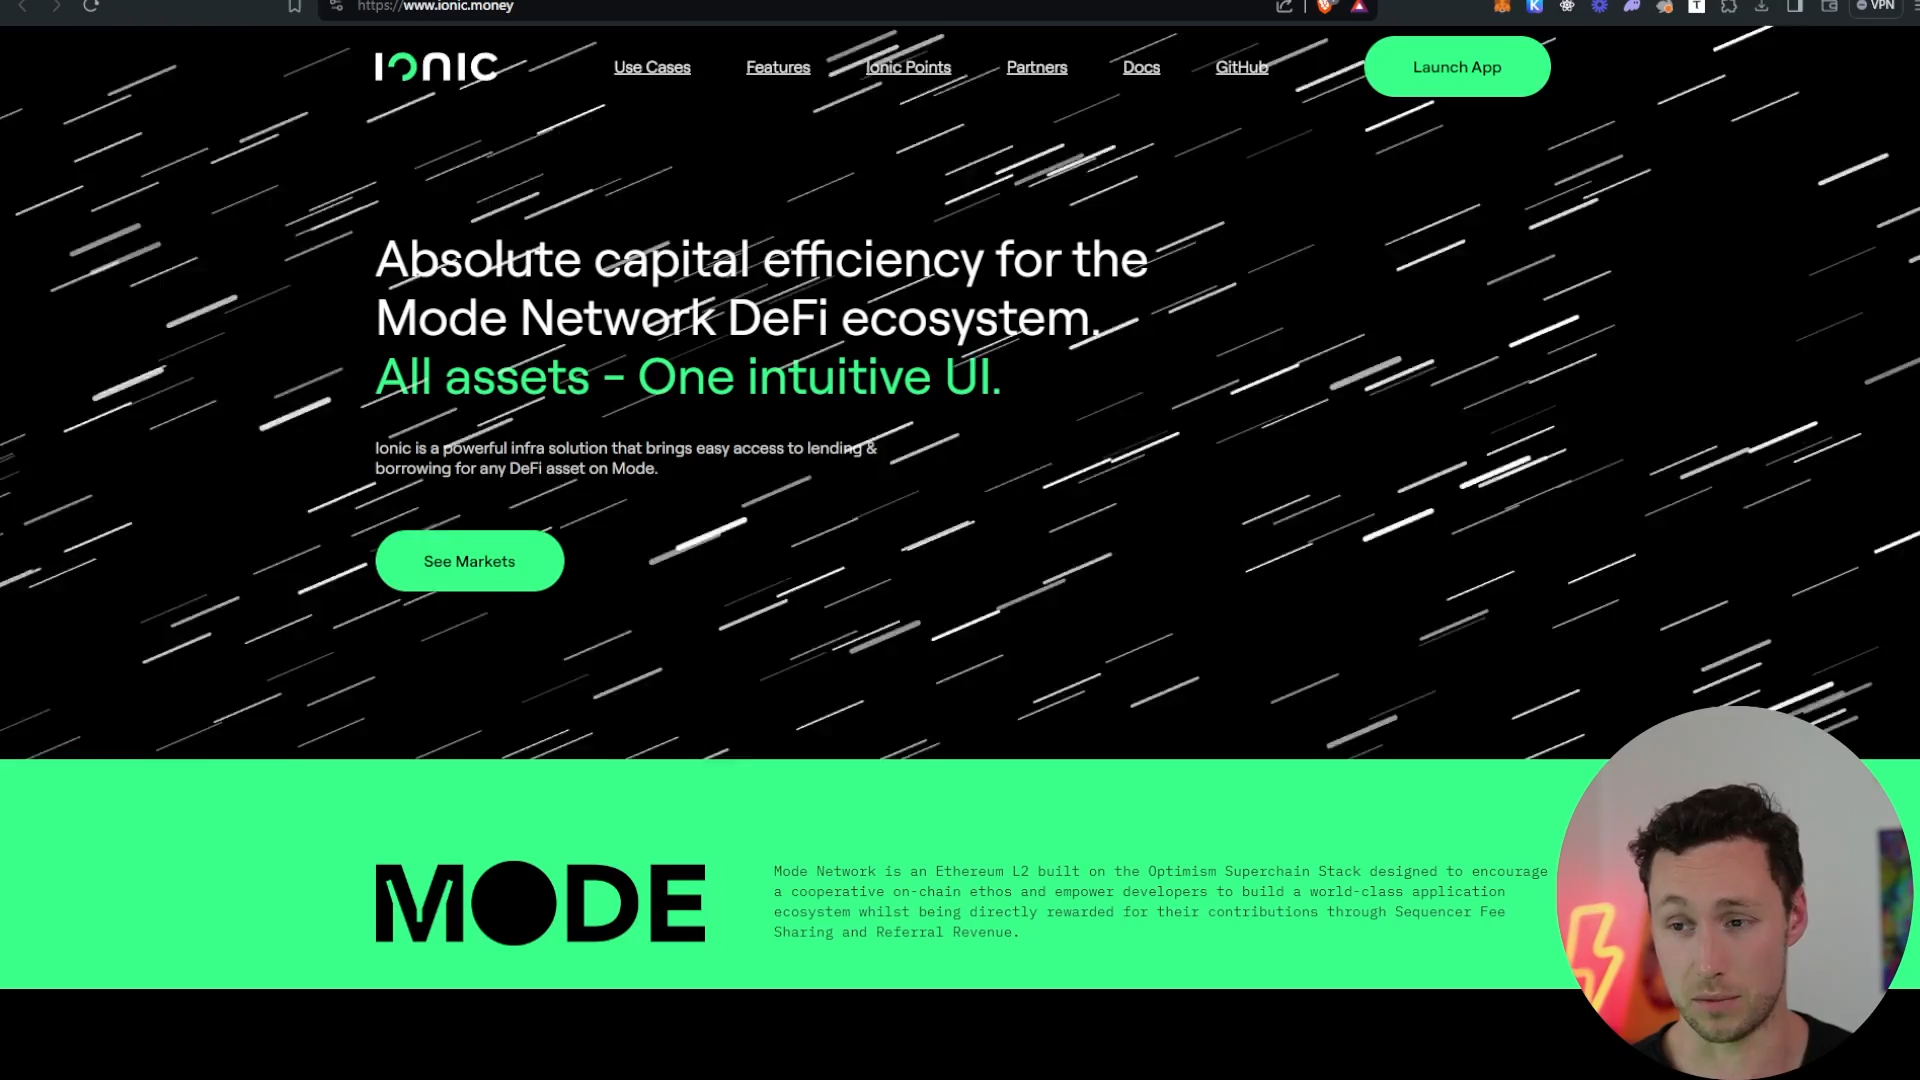 https://www.ionic.money
VPN
IONIC
Use Cases
Features
Ionic Points
Partners
Docs
GitHub
Launch App
Absolute capital efficiency for the
Mode Network DeFi ecosystem.
All assets - One intuitive UI.
Ionic is a powerful infra solution that brings easy access to lending &
borrowing for any DeFi asset on Mode.
See Markets
MODE
Mode Network is an Ethereum L2 built on the Optimism Superchain Stack designed to encourage
a cooperative on-chain ethos and empower developers to build a world-class application
ecosystem whilst being directly rewarded for their contributions through Sequencer Fee
Sharing and Referral Revenue.